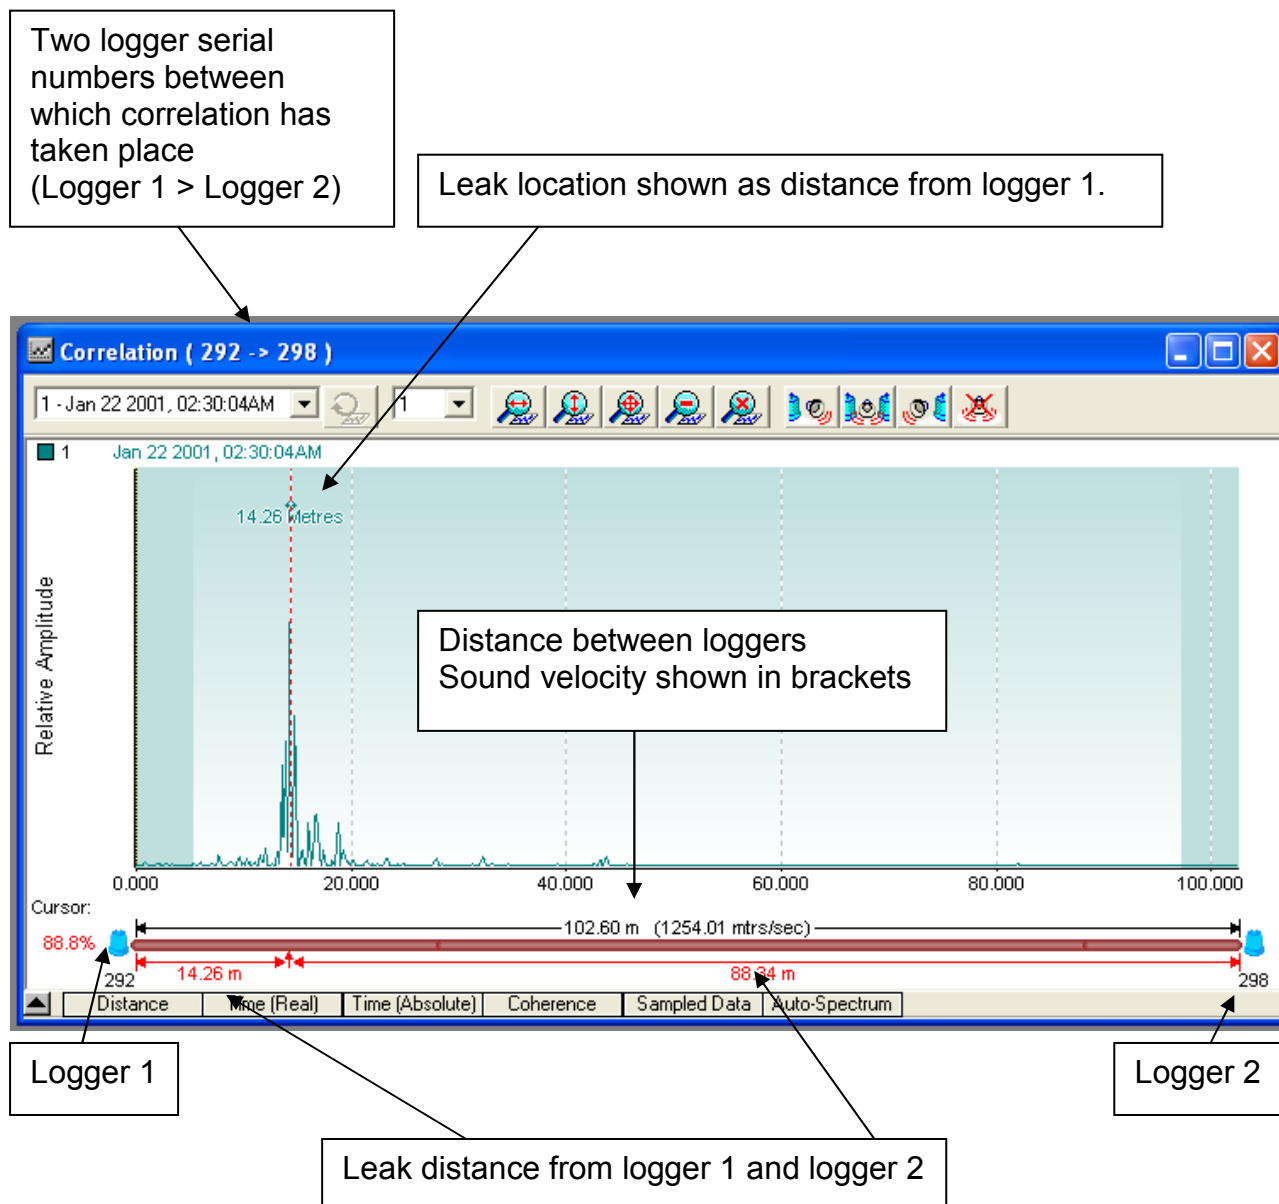 Two logger serial
numbers between
which correlation has
taken place
(Logger 1 > Logger 2)
Leak location shown as distance from logger 1.
Correlation ( 292 -> 298 )
1 - Jan 22 2001, 02:30:04AM
1
1 Jan 22 2001, 02:30:04AM
14.26 Metres
Relative Amplitude
Distance between loggers
Sound velocity shown in brackets
0.000 20.000 40.000 60.000 80.000 100.000
Cursor:
102.60 m (1254.01 mtrs/sec)
88.8%
14.26 m 88.34 m
292 298
Distance Time (Real) Time (Absolute) Coherence Sampled Data Auto-Spectrum
Logger 1
Logger 2
Leak distance from logger 1 and logger 2